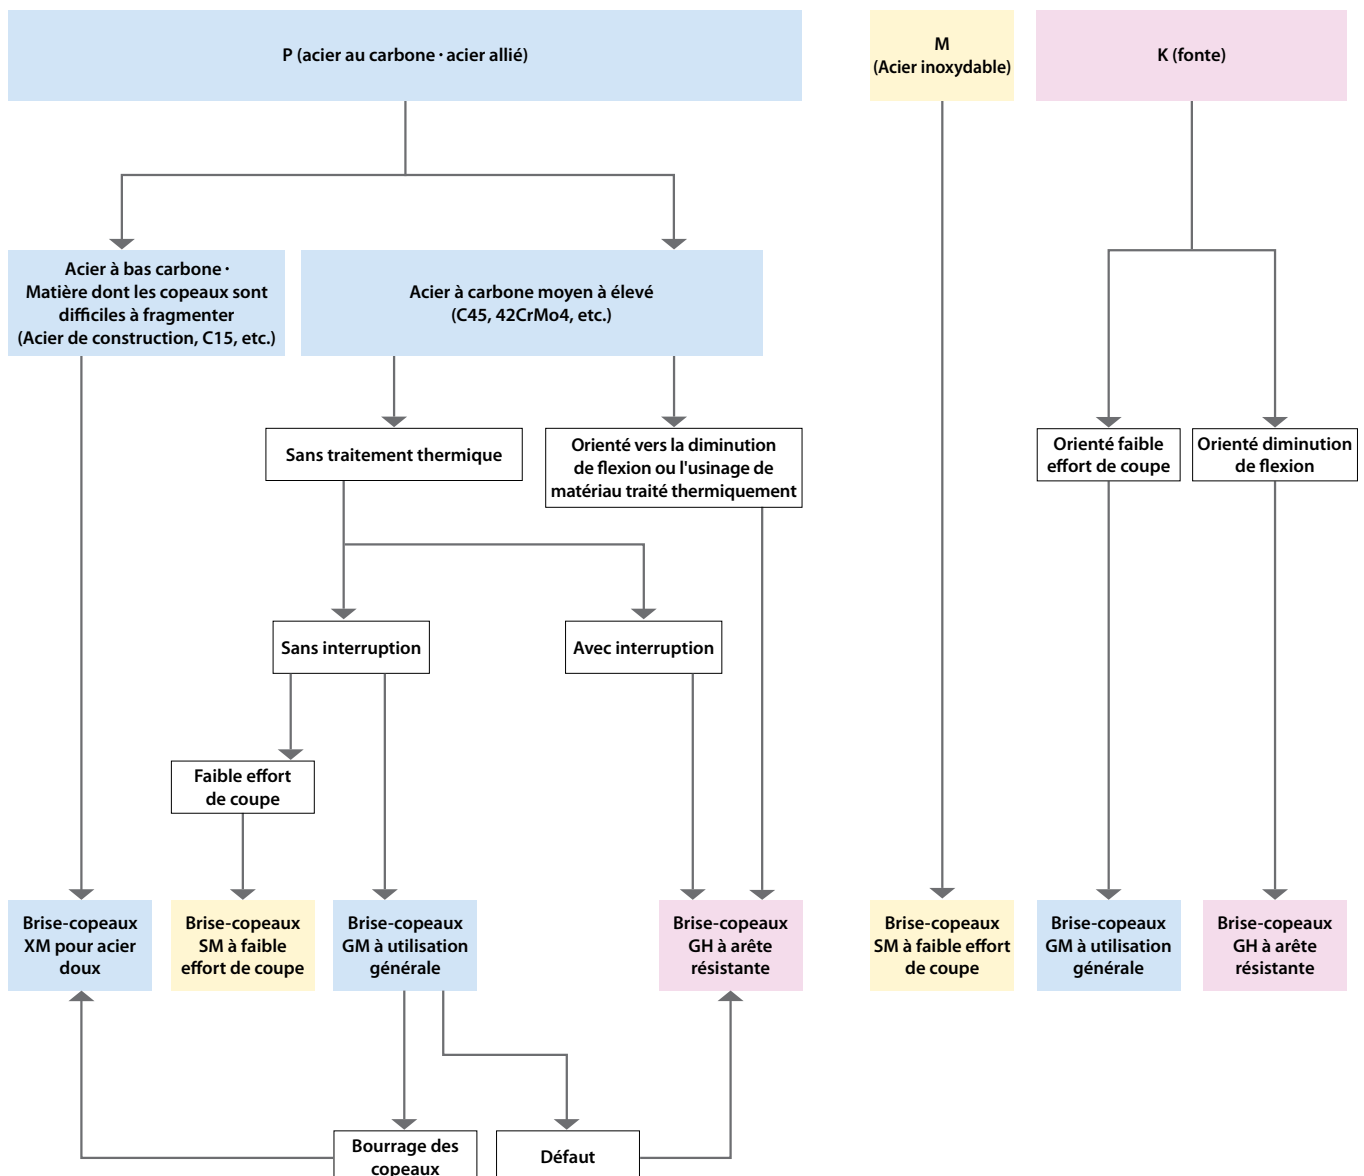 P (acier au carbone · acier allié)
M
(Acier inoxydable)
K (fonte)
Acier à bas carbone ·
Matière dont les copeaux sont
difficiles à fragmenter
(Acier de construction, C15, etc.)
Acier à carbone moyen à élevé
(C45, 42CrMo4, etc.)
Sans traitement thermique
Orienté vers la diminution
de flexion ou l'usinage de
matériau traité thermiquement
Orienté faible
effort de coupe
Orienté diminution
de flexion
Sans interruption
Avec interruption
Faible effort
de coupe
Brise-copeaux
XM pour acier
doux
Brise-copeaux
SM à faible
effort de coupe
Brise-copeaux
GM à utilisation
générale
Brise-copeaux
GH à arête
résistante
Brise-copeaux
SM à faible effort
de coupe
Brise-copeaux
GM à utilisation
générale
Brise-copeaux
GH à arête
résistante
Bourrage des
copeaux
Défaut